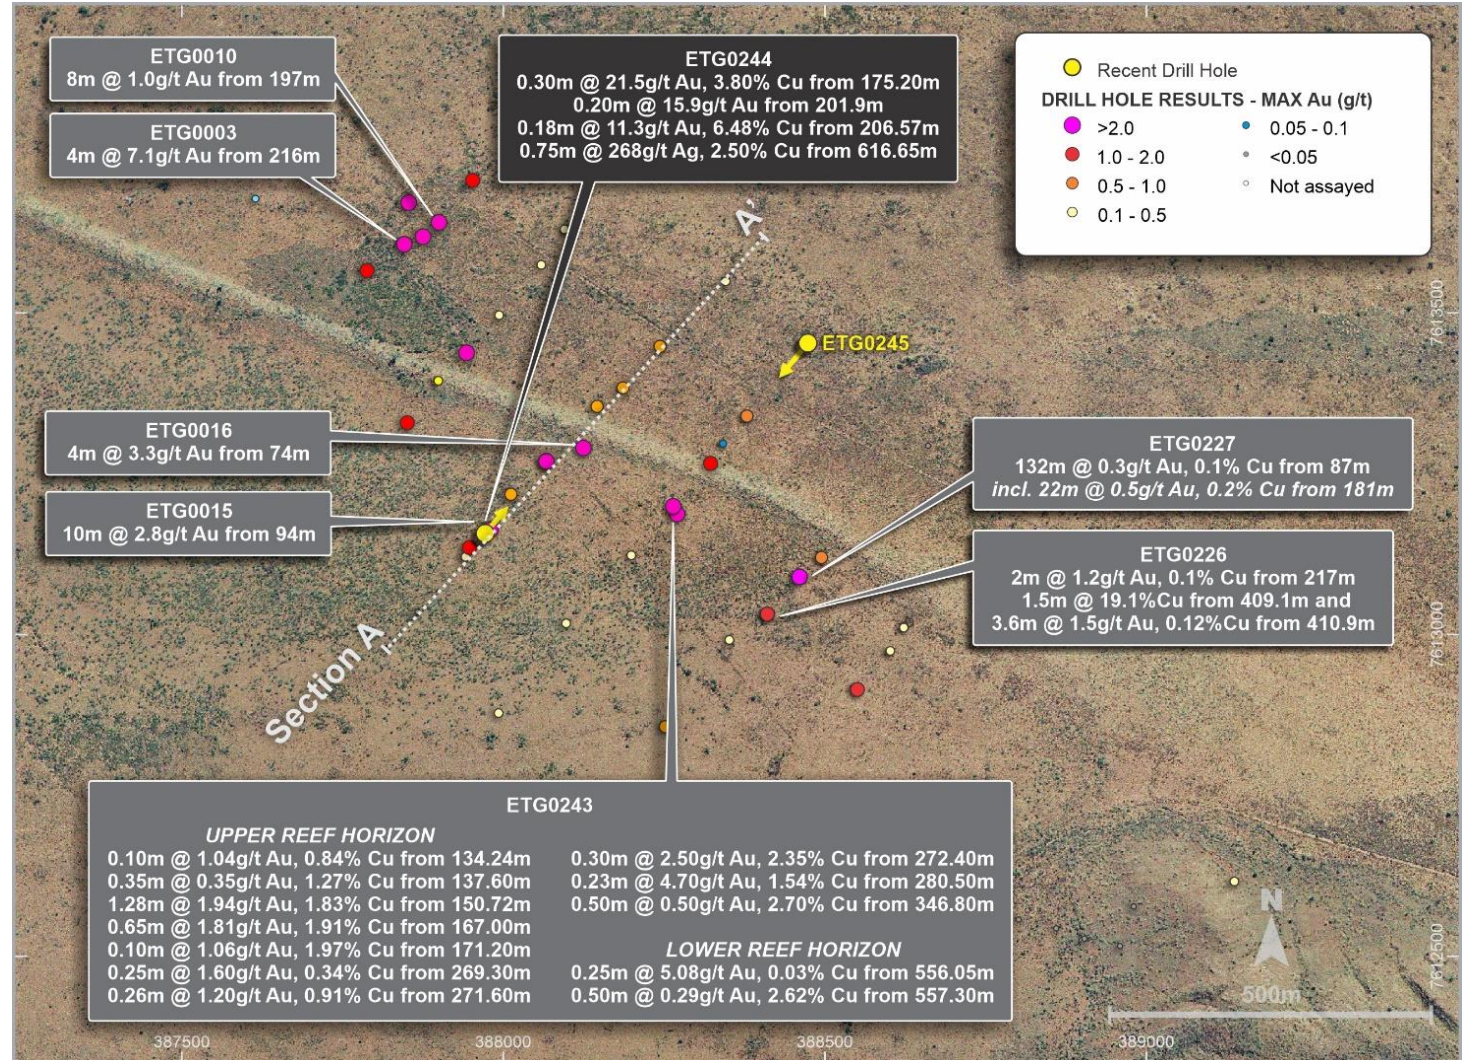 ETG0010
8m @ 1.0g/t Au from 197m
ETG0003
4m @ 7.1g/t Au from 216m
ETG0244
0.30m @ 21.5g/t Au, 3.80% Cu from 175.20m
0.20m @ 15.9g/t Au from 201.9m
0.18m @ 11.3g/t Au, 6.48% Cu from 206.57m
0.75m @ 268g/t Ag, 2.50% Cu from 616.65m
Recent Drill Hole
DRILL HOLE RESULTS - MAX Au (g/t)
>2.0
1.0 - 2.0
0.5 - 1.0
0.1 - 0.5
0.05 - 0.1
<0.05
Not assayed
A'
7613500
ETG0245
ETG0016
4m @ 3.3g/t Au from 74m
ETG0015
10m @ 2.8g/t Au from 94m
ETG0227
132m @ 0.3g/t Au, 0.1% Cu from 87m
incl. 22m @ 0.5g/t Au, 0.2% Cu from 181m
ETG0226
2m @ 1.2g/t Au, 0.1% Cu from 217m
1.5m @ 19.1%Cu from 409.1m and
3.6m @ 1.5g/t Au, 0.12%Cu from 410.9m
7613000
Section A
ETG0243
UPPER REEF HORIZON
0.10m @ 1.04g/t Au, 0.84% Cu from 134.24m
0.35m @ 0.35g/t Au, 1.27% Cu from 137.60m
1.28m @ 1.94g/t Au, 1.83% Cu from 150.72m
0.65m @ 1.81g/t Au, 1.91% Cu from 167.00m
0.10m @ 1.06g/t Au, 1.97% Cu from 171.20m
0.25m @ 1.60g/t Au, 0.34% Cu from 269.30m
0.26m @ 1.20g/t Au, 0.91% Cu from 271.60m
0.30m @ 2.50g/t Au, 2.35% Cu from 272.40m
0.23m @ 4.70g/t Au, 1.54% Cu from 280.50m
0.50m @ 0.50g/t Au, 2.70% Cu from 346.80m
LOWER REEF HORIZON
0.25m @ 5.08g/t Au, 0.03% Cu from 556.05m
0.50m @ 0.29g/t Au, 2.62% Cu from 557.30m
N
500m
7612500
387500
388000
388500
389000